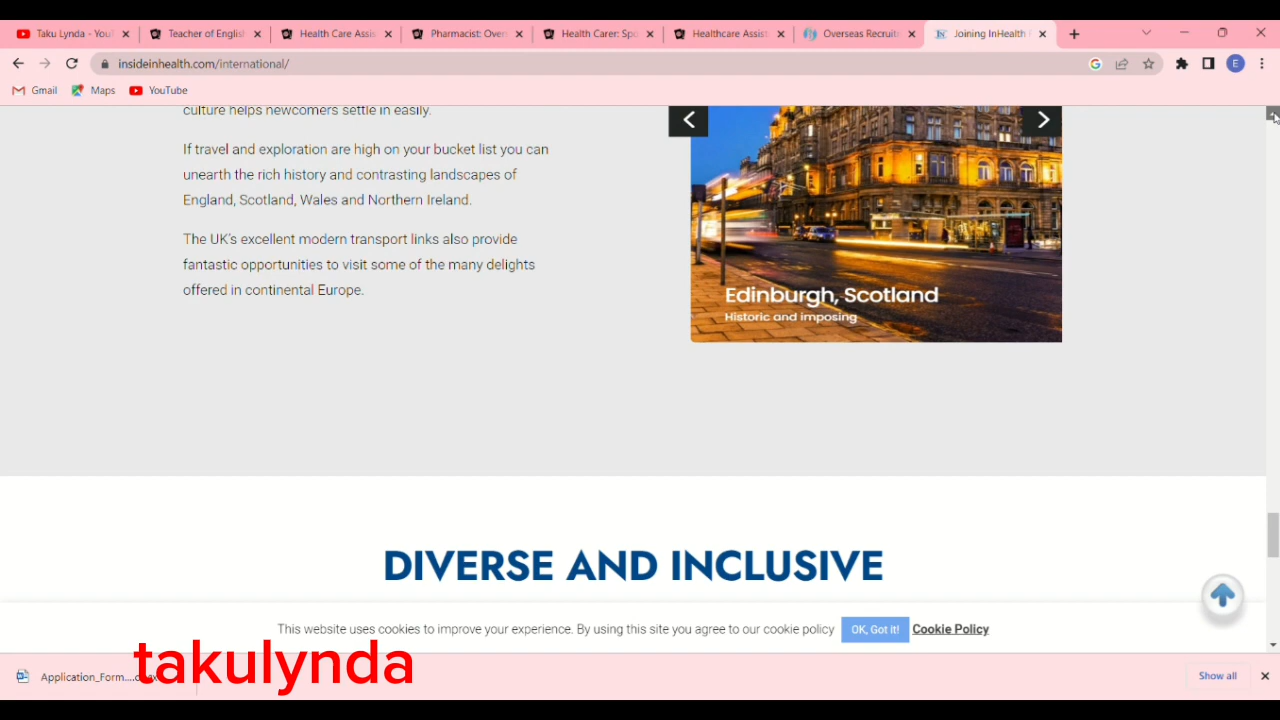 Taku Lynda - You
Teacher of English
Health Care Assis
Pharmacist: Over
Health Carer: Spo
Healthcare Assist
Overseas Recruit
Joining InHealth
insideinhealth.com/international/
G
E
Gmail
Maps
YouTube
culture helps newcomers settle in easily.
If travel and exploration are high on your bucket list you can
unearth the rich history and contrasting landscapes of
England, Scotland, Wales and Northern Ireland.
The UK's excellent modern transport links also provide
fantastic opportunities to visit some of the many delights
offered in continental Europe.
Edinburgh, Scotland
Historic and imposing
DIVERSE AND INCLUSIVE
This website uses cookies to improve your experience. By using this site you agree to our cookie policy
OK, Got it!
Cookie Policy
takulynda
Application_Form....
Show all